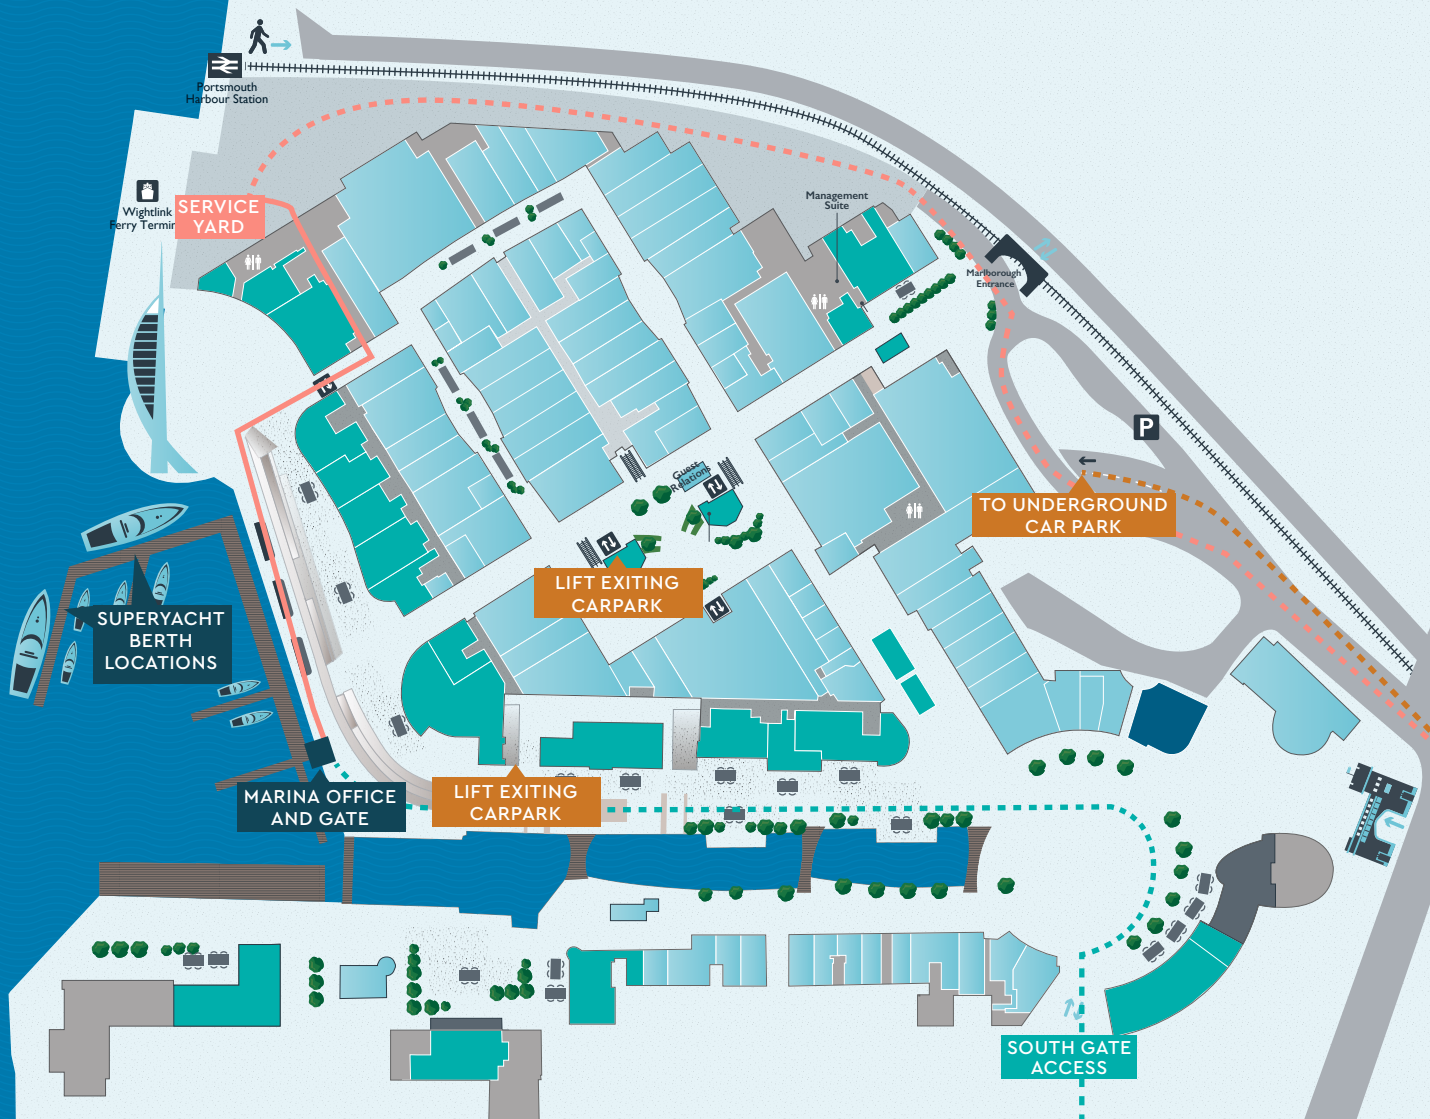 Portsmouth
Harbour Station
Wightlink
Ferry Termin
SERVICE
YARD
Management
Suite
Marlborough
Entrance
P
TO UNDERGROUND
CAR PARK
Guest
Relations
LIFT EXITING
CARPARK
SUPERYACHT
BERTH
LOCATIONS
MARINA OFFICE
AND GATE
LIFT EXITING
CARPARK
SOUTH GATE
ACCESS